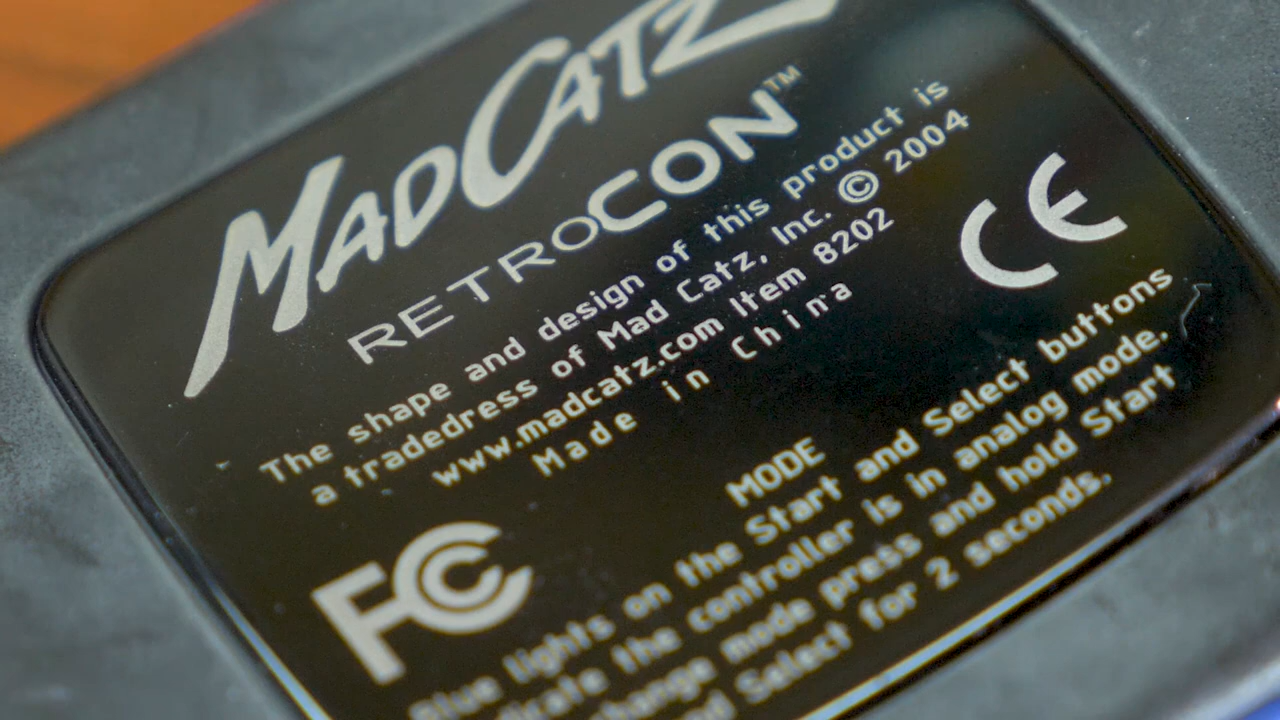 MADCATZ
RETROCON™
The shape and design of this product is
a tradedress of Mad Catz, Inc. © 2004
www.madcatz.com Item 8202
Made in China
CE
FC
MODE
Blue lights on the Start and Select buttons
the controller is in analog mode.
mode press and hold Start
Select for 2 seconds.